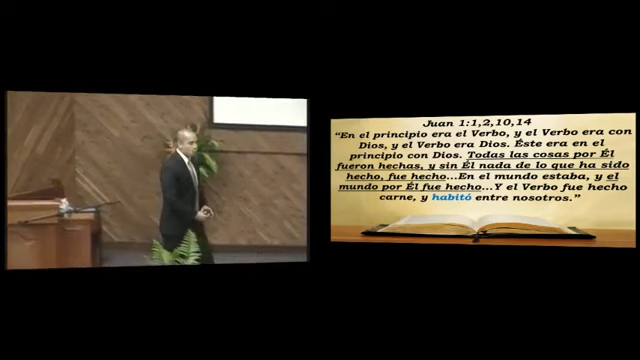 Juan 1:1,2,10,14
“En el principio era el Verbo, y el Verbo era con
Dios, y el Verbo era Dios. Éste era en el
principio con Dios. Todas las cosas por Él
fueron hechas, y sin Él nada de lo que ha sido
hecho, fue hecho...En el mundo estaba, y el
mundo por Él fue hecho...Y el Verbo fue hecho
carne, y habitó entre nosotros.”